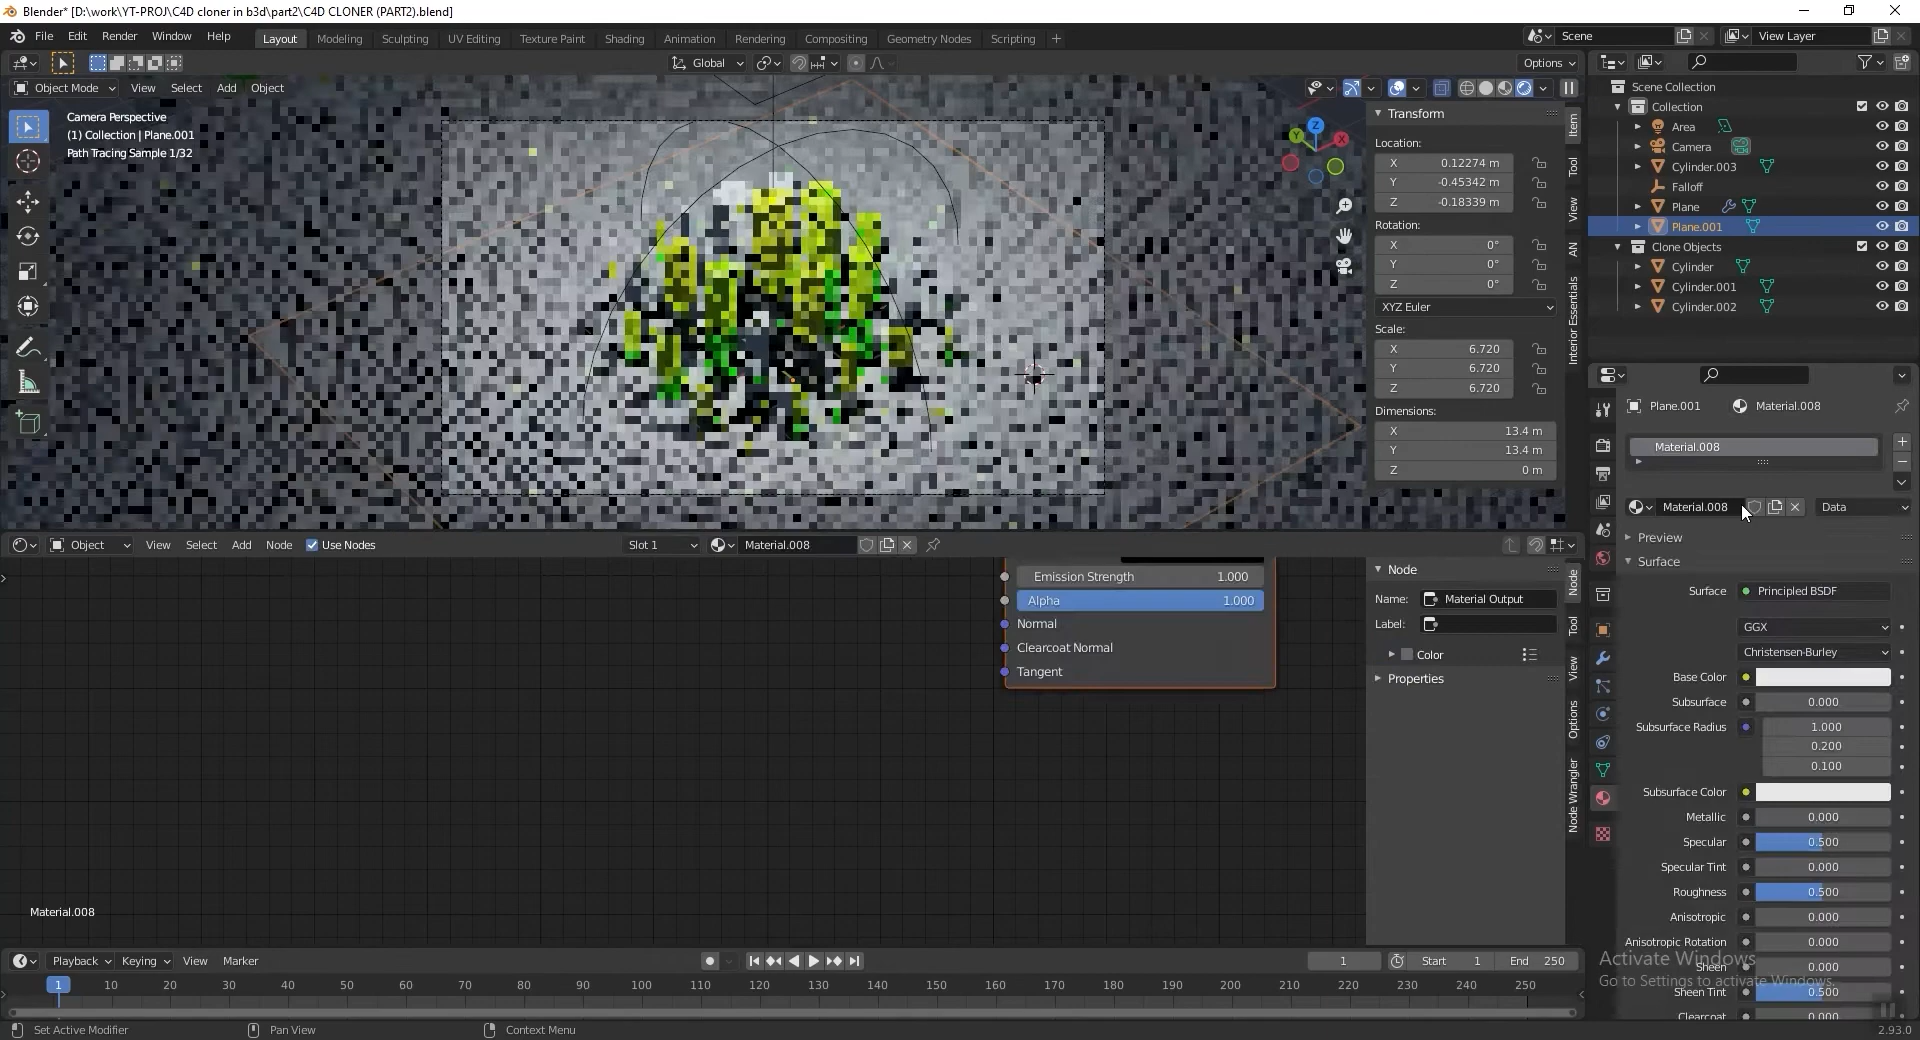 Blender* [D:\work\YT-PROJ\C4D cloner in b3d\part2\C4D CLONER (PART2).blend]
File Edit Render Window Help Layout Modeling Sculpting UV Editing Texture Paint Shading Animation Rendering Compositing Geometry Nodes Scripting + Scene View Layer
Global Options
Object Mode View Select Add Object
Camera Perspective
(1) Collection | Plane.001
Path Tracing Sample 1/32
Z
Y
X
Transform
Location:
X 0.12274 m
Y -0.45342 m
Z -0.18339 m
Rotation:
X 0°
Y 0°
Z 0°
XYZ Euler
Scale:
X 6.720
Y 6.720
Z 6.720
Dimensions:
X 13.4 m
Y 13.4 m
Z 0 m
Item
Tool
View
AN
Interior Essentials
Scene Collection
Collection
Area
Camera
Cylinder.003
Falloff
Plane
Plane.001
Clone Objects
Cylinder
Cylinder.001
Cylinder.002
Plane.001 Material.008
Material.008
Material.008 Data
Preview
Surface
Surface Principled BSDF
GGX
Christensen-Burley
Base Color
Subsurface 0.000
Subsurface Radius 1.000
0.200
0.100
Subsurface Color
Metallic 0.000
Specular 0.500
Specular Tint 0.000
Roughness 0.500
Anisotropic 0.000
Anisotropic Rotation 0.000
Sheen 0.000
Sheen Tint 0.500
Clearcoat 0.000
Activate Windows
Go to Settings to activate Windows.
Object View Select Add Node Use Nodes Slot 1 Material.008
Emission Strength 1.000
Alpha 1.000
Normal
Clearcoat Normal
Tangent
Node
Name: Material Output
Label:
Color
Properties
Node
Tool
View
Options
Node Wrangler
Material.008
Playback Keying View Marker 1 Start 1 End 250
1 10 20 30 40 50 60 70 80 90 100 110 120 130 140 150 160 170 180 190 200 210 220 230 240 250
Set Active Modifier Pan View Context Menu 2.93.0